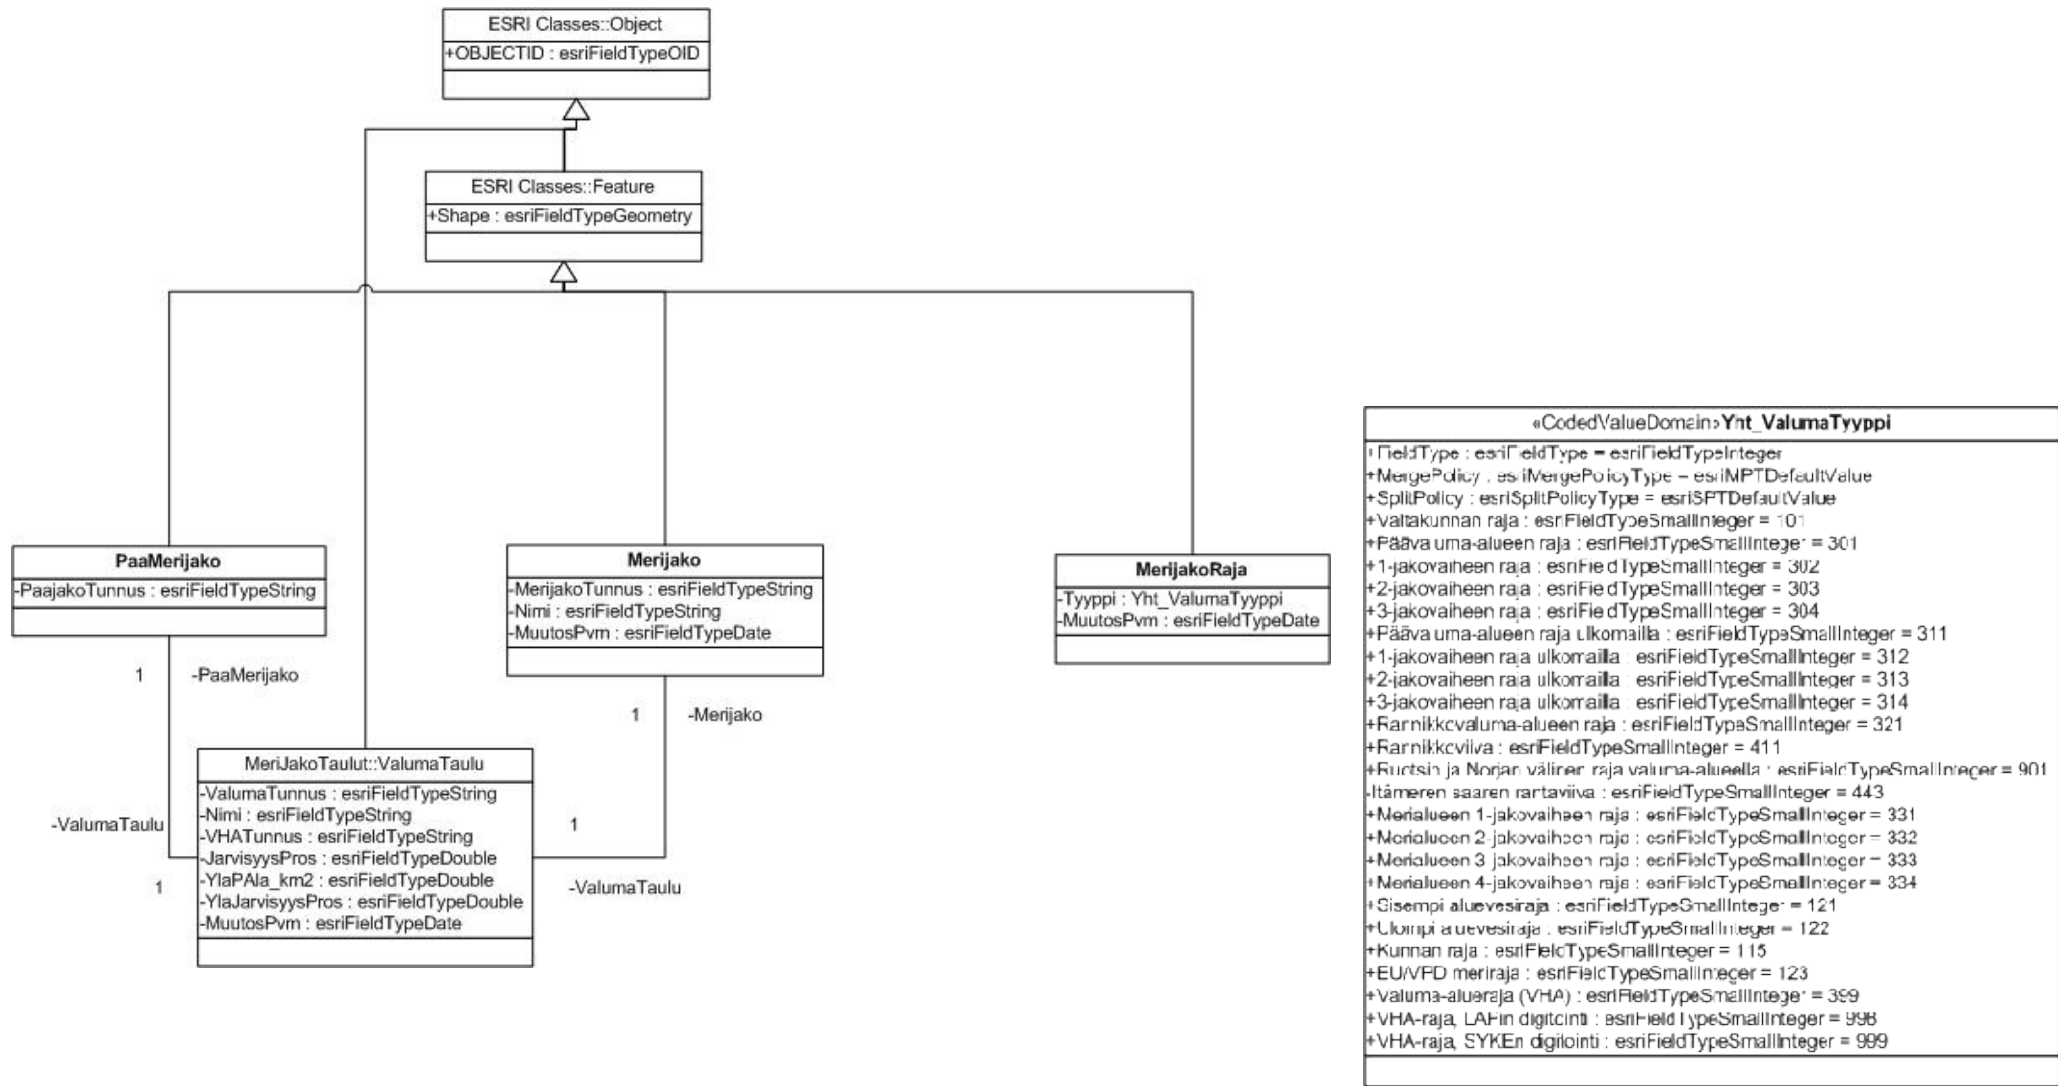 ESRI Classes::Object
+OBJECTID : esriFieldTypeOID
ESRI Classes::Feature
+Shape : esriFieldTypeGeometry
PaaMerijako
-PaajakoTunnus : esriFieldTypeString
1
-PaaMerijako
Merijako
-MerijakoTunnus : esriFieldTypeString
-Nimi : esriFieldTypeString
-MuutosPvm : esriFieldTypeDate
1
-Merijako
MerijakoRaja
-Tyyppi : Yht_ValumaTyyppi
-MuutosPvm : esriFieldTypeDate
MeriJakoTaulut::ValumaTaulu
-ValumaTunnus : esriFieldTypeString
-Nimi : esriFieldTypeString
-VHATunnus : esriFieldTypeString
-JarvisyysPros : esriFieldTypeDouble
-YlaPAla_km2 : esriFieldTypeDouble
-YlaJarvisyysPros : esriFieldTypeDouble
-MuutosPvm : esriFieldTypeDate
-ValumaTaulu
1
1
-ValumaTaulu
«CodedValueDomain»Yht_ValumaTyyppi
+FieldType : esriFieldType = esriFieldTypeInteger
+MergePolicy : esriMergePolicyType = esriMPTDefaultValue
+SplitPolicy : esriSplitPolicyType = esriSPTDefaultValue
+Valtakunnan raja : esriFieldTypeSmallInteger = 101
+Päävaluma-alueen raja : esriFieldTypeSmallInteger = 301
+1-jakovaiheen raja : esriFieldTypeSmallInteger = 302
+2-jakovaiheen raja : esriFieldTypeSmallInteger = 303
+3-jakovaiheen raja : esriFieldTypeSmallInteger = 304
+Päävaluma-alueen raja ulkomailla : esriFieldTypeSmallInteger = 311
+1-jakovaiheen raja ulkomailla : esriFieldTypeSmallInteger = 312
+2-jakovaiheen raja ulkomailla : esriFieldTypeSmallInteger = 313
+3-jakovaiheen raja ulkomailla : esriFieldTypeSmallInteger = 314
+Rannikkovaluma-alueen raja : esriFieldTypeSmallInteger = 321
+Rannikkoviiva : esriFieldTypeSmallInteger = 411
+Ruotsin ja Norjan välinen raja valuma-alueella : esriFieldTypeSmallInteger = 901
-Itämeren saaren rantaviiva : esriFieldTypeSmallInteger = 443
+Merialueen 1-jakovaiheen raja : esriFieldTypeSmallInteger = 331
+Merialueen 2-jakovaiheen raja : esriFieldTypeSmallInteger = 332
+Merialueen 3-jakovaiheen raja : esriFieldTypeSmallInteger = 333
+Merialueen 4-jakovaiheen raja : esriFieldTypeSmallInteger = 334
+Sisempi aluevesiraja : esriFieldTypeSmallInteger = 121
+Ulompi aluevesiraja : esriFieldTypeSmallInteger = 122
+Kunnan raja : esriFieldTypeSmallInteger = 115
+EU/VPD meriraja : esriFieldTypeSmallInteger = 123
+Valuma-alueraja (VHA) : esriFieldTypeSmallInteger = 399
+VHA-raja, LAPin digitointi : esriFieldTypeSmallInteger = 998
+VHA-raja, SYKEn digitointi : esriFieldTypeSmallInteger = 999